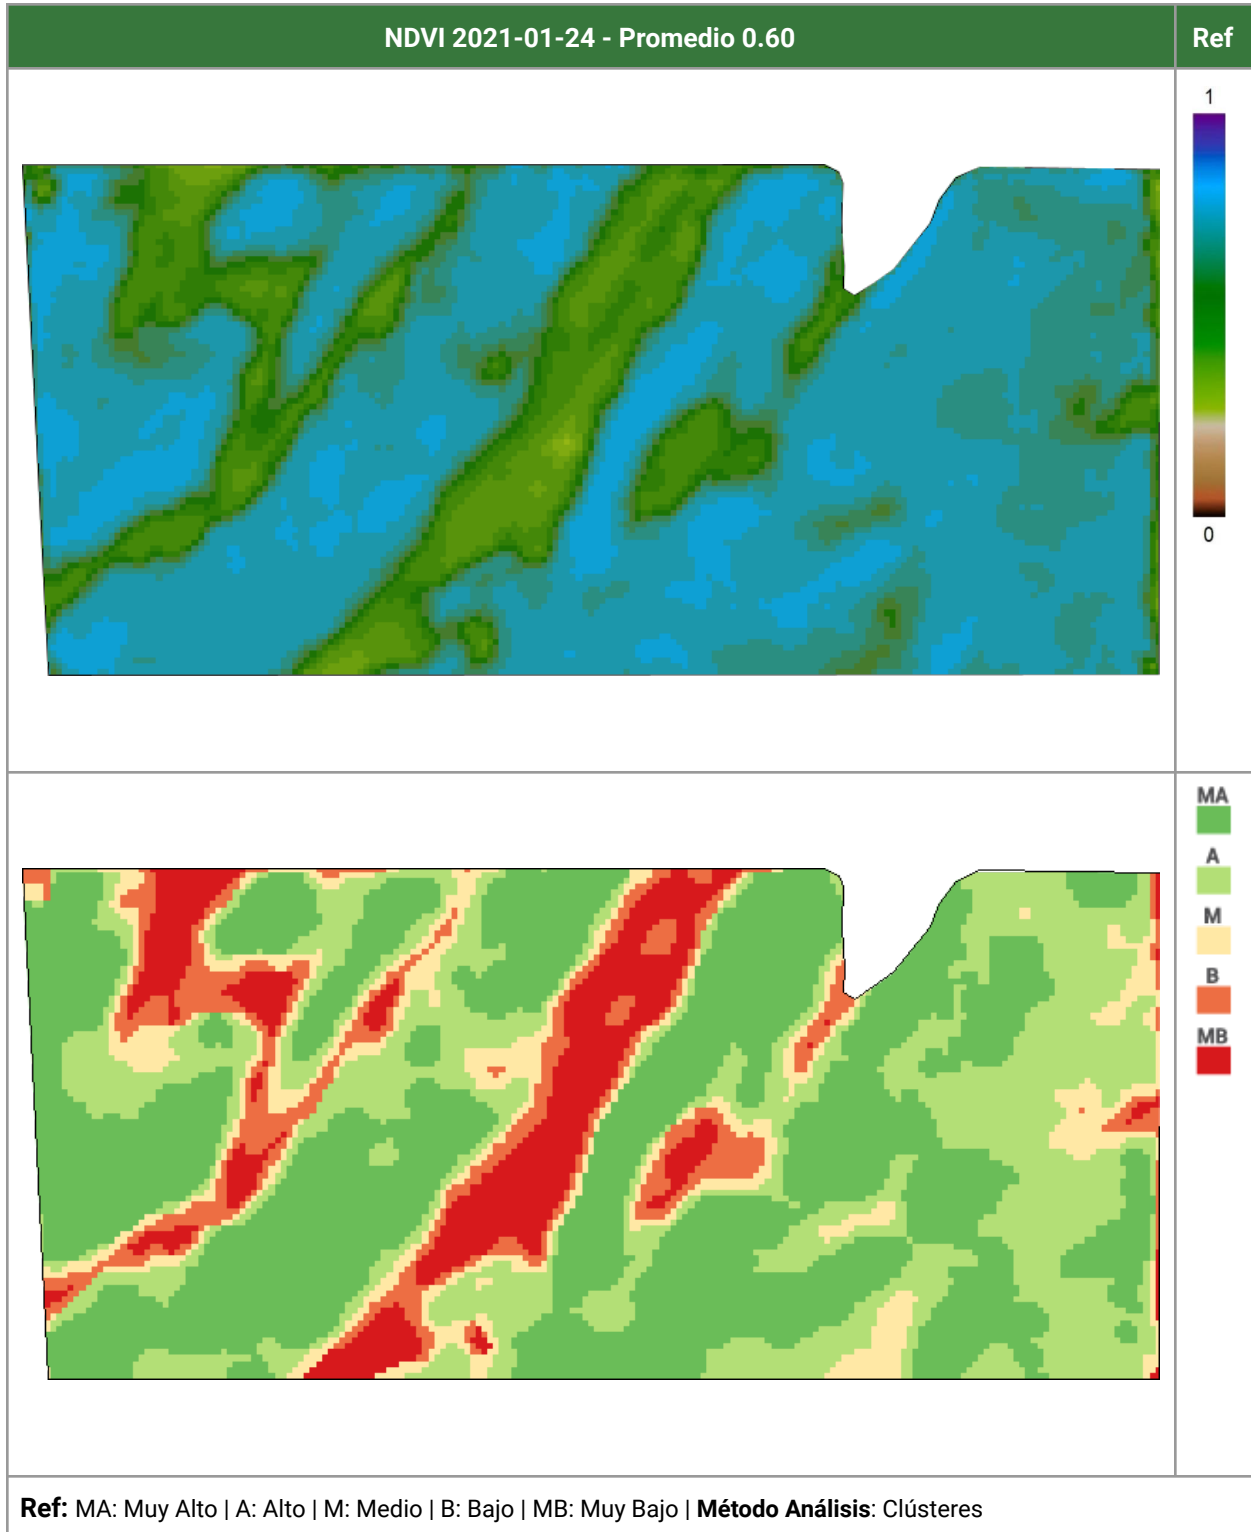 NDVI 2021-01-24 - Promedio 0.60
Ref
1
0
MA
A
M
B
MB
Ref: MA: Muy Alto | A: Alto | M: Medio | B: Bajo | MB: Muy Bajo | Método Análisis: Clústeres